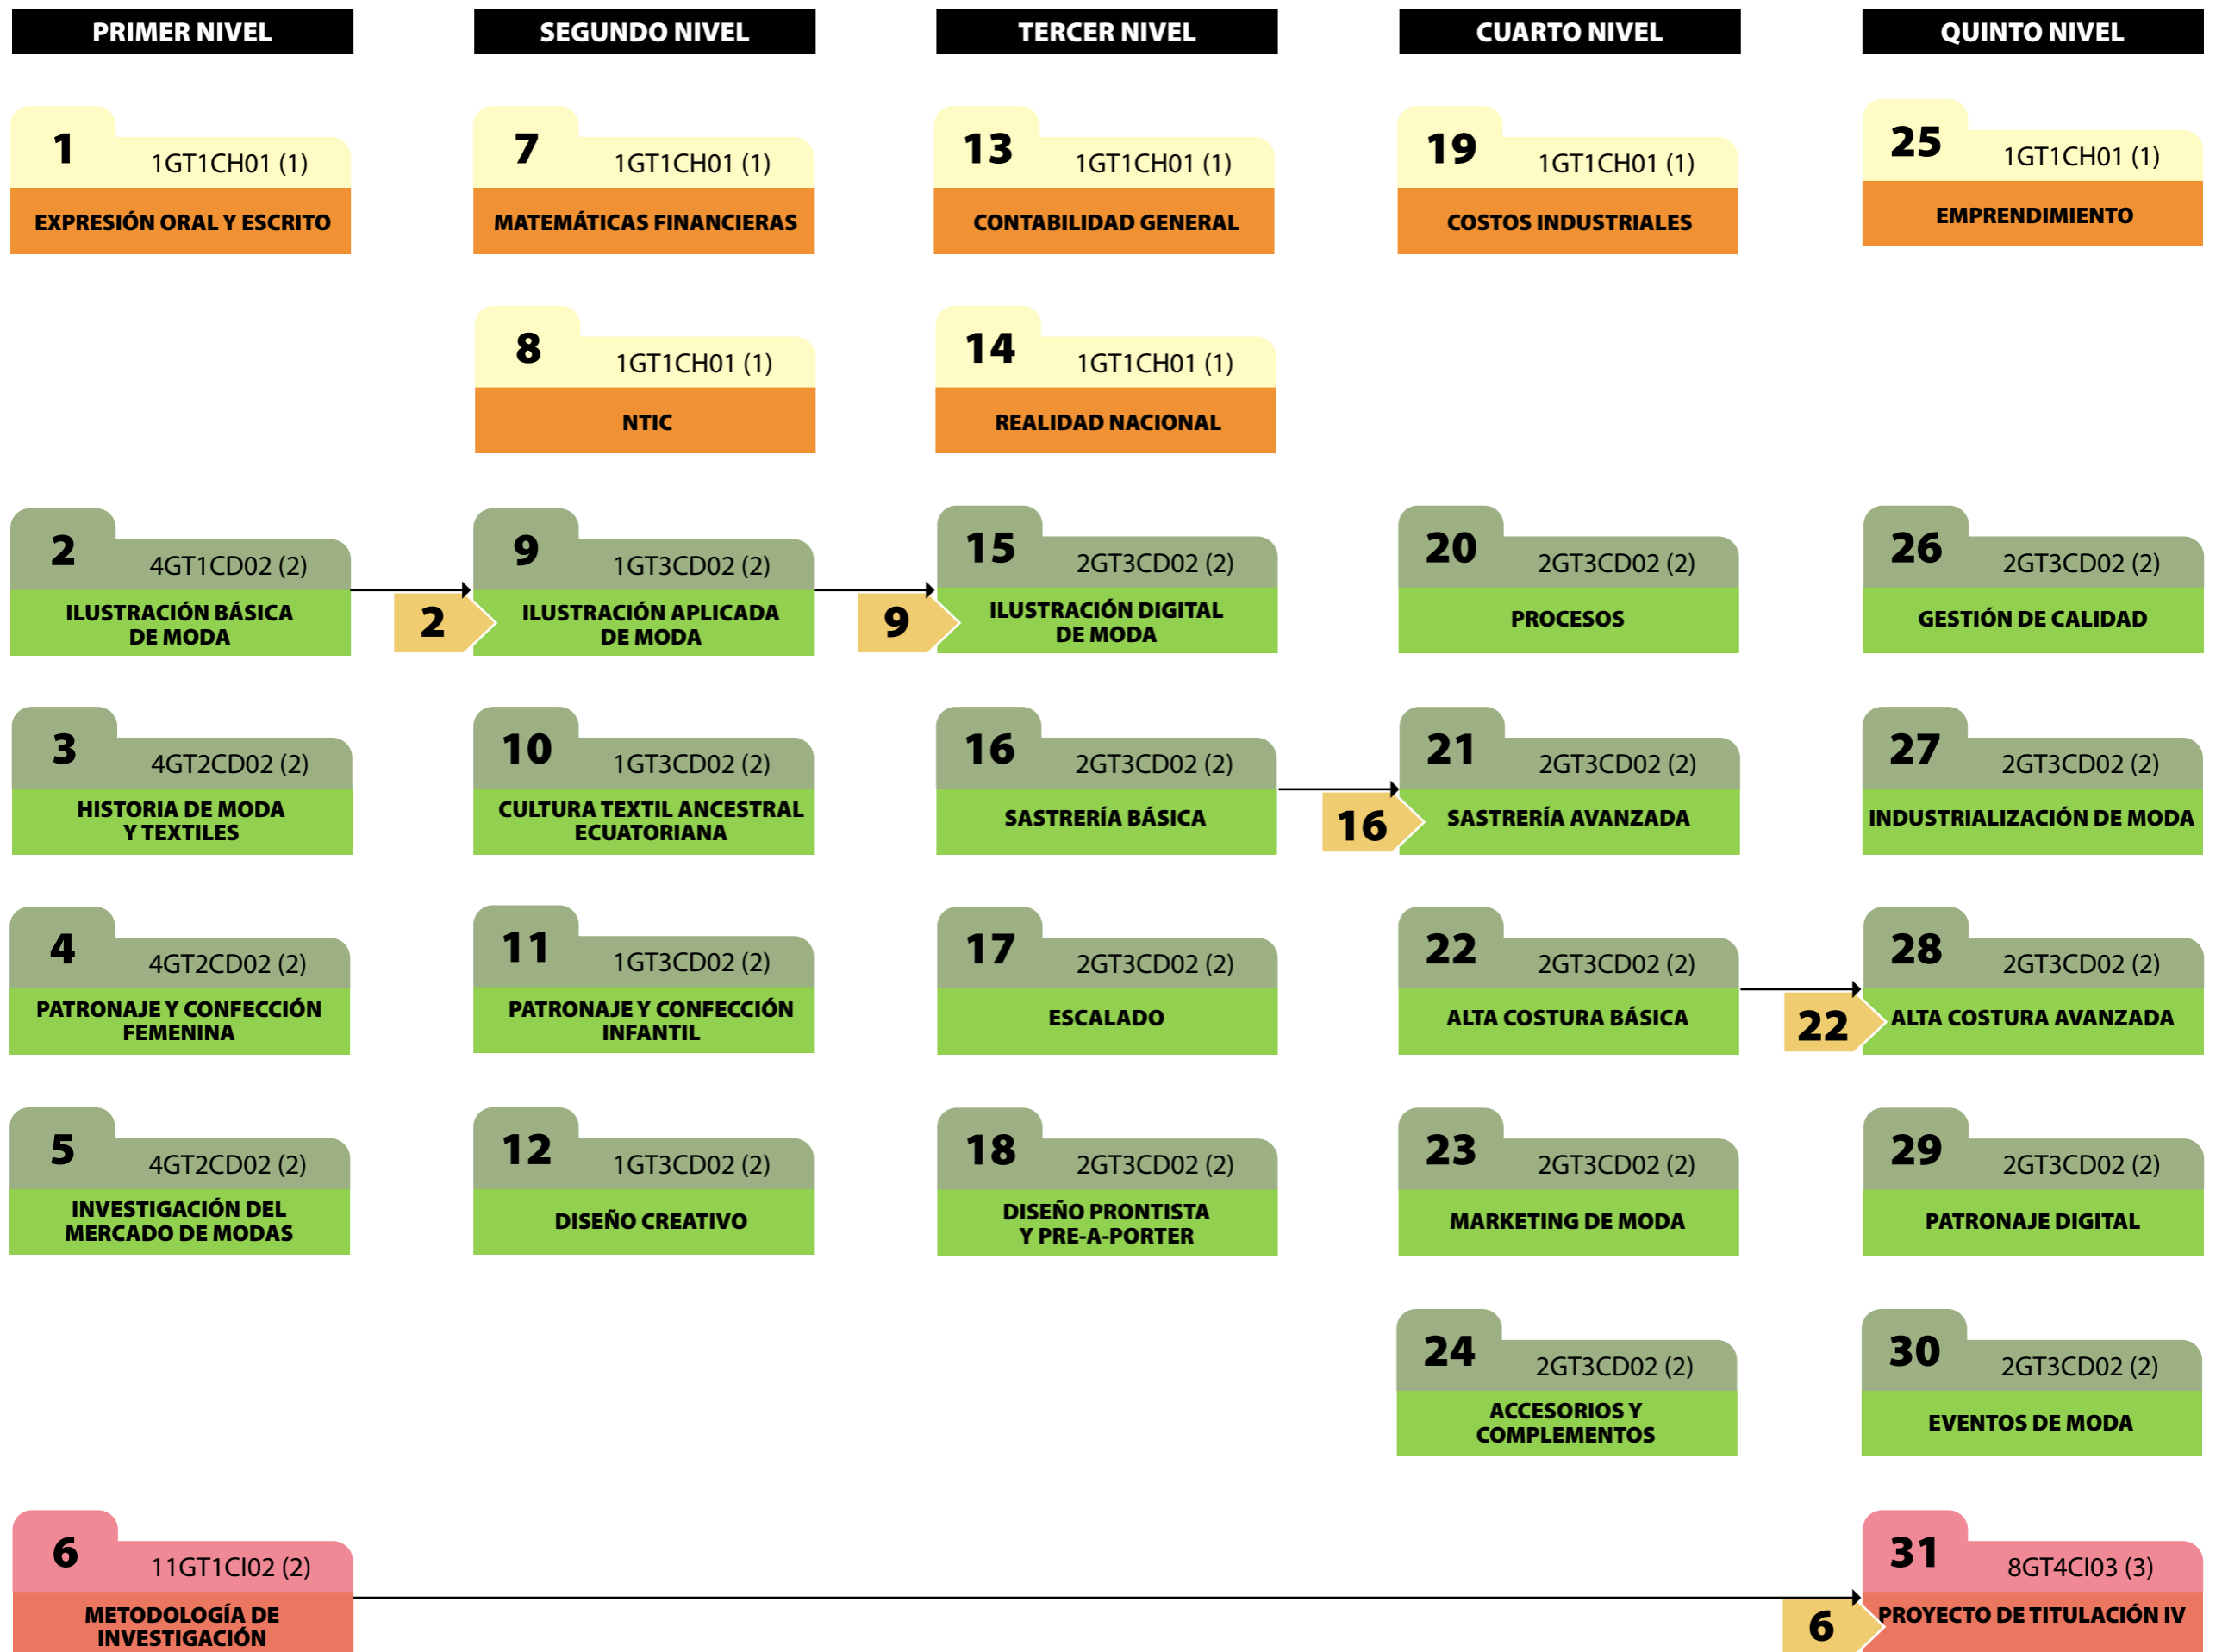 PRIMER NIVEL
SEGUNDO NIVEL
TERCER NIVEL
CUARTO NIVEL
QUINTO NIVEL
1
1GT1CH01 (1)
EXPRESIÓN ORAL Y ESCRITO
7
1GT1CH01 (1)
MATEMÁTICAS FINANCIERAS
13
1GT1CH01 (1)
CONTABILIDAD GENERAL
19
1GT1CH01 (1)
COSTOS INDUSTRIALES
25
1GT1CH01 (1)
EMPRENDIMIENTO
8
1GT1CH01 (1)
NTIC
14
1GT1CH01 (1)
REALIDAD NACIONAL
2
4GT1CD02 (2)
ILUSTRACIÓN BÁSICA
DE MODA
2
9
1GT3CD02 (2)
ILUSTRACIÓN APLICADA
DE MODA
9
15
2GT3CD02 (2)
ILUSTRACIÓN DIGITAL
DE MODA
20
2GT3CD02 (2)
PROCESOS
26
2GT3CD02 (2)
GESTIÓN DE CALIDAD
3
4GT2CD02 (2)
HISTORIA DE MODA
Y TEXTILES
10
1GT3CD02 (2)
CULTURA TEXTIL ANCESTRAL
ECUATORIANA
16
2GT3CD02 (2)
SASTRERÍA BÁSICA
16
21
2GT3CD02 (2)
SASTRERÍA AVANZADA
27
2GT3CD02 (2)
INDUSTRIALIZACIÓN DE MODA
4
4GT2CD02 (2)
PATRONAJE Y CONFECCIÓN
FEMENINA
11
1GT3CD02 (2)
PATRONAJE Y CONFECCIÓN
INFANTIL
17
2GT3CD02 (2)
ESCALADO
22
2GT3CD02 (2)
ALTA COSTURA BÁSICA
22
28
2GT3CD02 (2)
ALTA COSTURA AVANZADA
5
4GT2CD02 (2)
INVESTIGACIÓN DEL
MERCADO DE MODAS
12
1GT3CD02 (2)
DISEÑO CREATIVO
18
2GT3CD02 (2)
DISEÑO PRONTISTA
Y PRE-A-PORTER
23
2GT3CD02 (2)
MARKETING DE MODA
29
2GT3CD02 (2)
PATRONAJE DIGITAL
24
2GT3CD02 (2)
ACCESORIOS Y
COMPLEMENTOS
30
2GT3CD02 (2)
EVENTOS DE MODA
6
11GT1CI02 (2)
METODOLOGÍA DE
INVESTIGACIÓN
6
31
8GT4CI03 (3)
PROYECTO DE TITULACIÓN IV